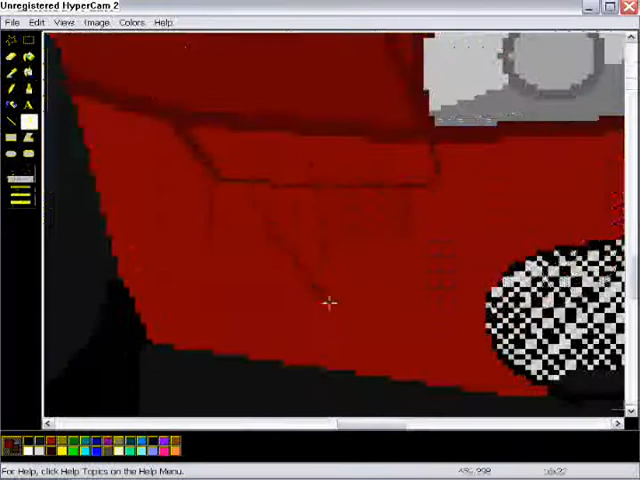 Unregistered HyperCam 2
File Edit View Image Colors Help
For Help, click Help Topics on the Help Menu.